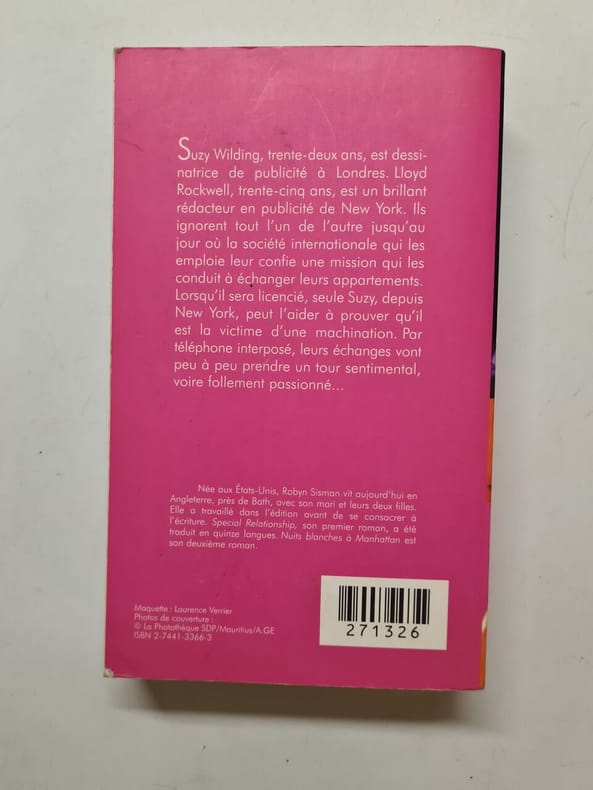 Suzy Wilding, trente-deux ans, est dessi-
natrice de publicité à Londres. Lloyd
Rockwell, trente-cinq ans, est un brillant
rédacteur en publicité de New York. Ils
ignorent tout l'un de l'autre jusqu'au
jour où la société internationale qui les
emploie leur confie une mission qui les
conduit à échanger leurs appartements.
Lorsqu'il sera licencié, seule Suzy, depuis
New York, peut l'aider à prouver qu'il
est la victime d'une machination. Par
téléphone interposé, leurs échanges vont
peu à peu prendre un tour sentimental,
voire follement passionné...
Née aux États-Unis, Robyn Sisman vit aujourd'hui en
Angleterre, près de Bath, avec son mari et leurs deux filles.
Elle a travaillé dans l'édition avant de se consacrer à
l'écriture. Special Relationship, son premier roman, a été
traduit en quinze langues. Nuits blanches à Manhattan est
son deuxième roman.
Maquette : Laurence Verrier
Photos de couverture :
© La Photothèque SDP/Mauritius/A.GE
ISBN 2-7441-3366-3
271326